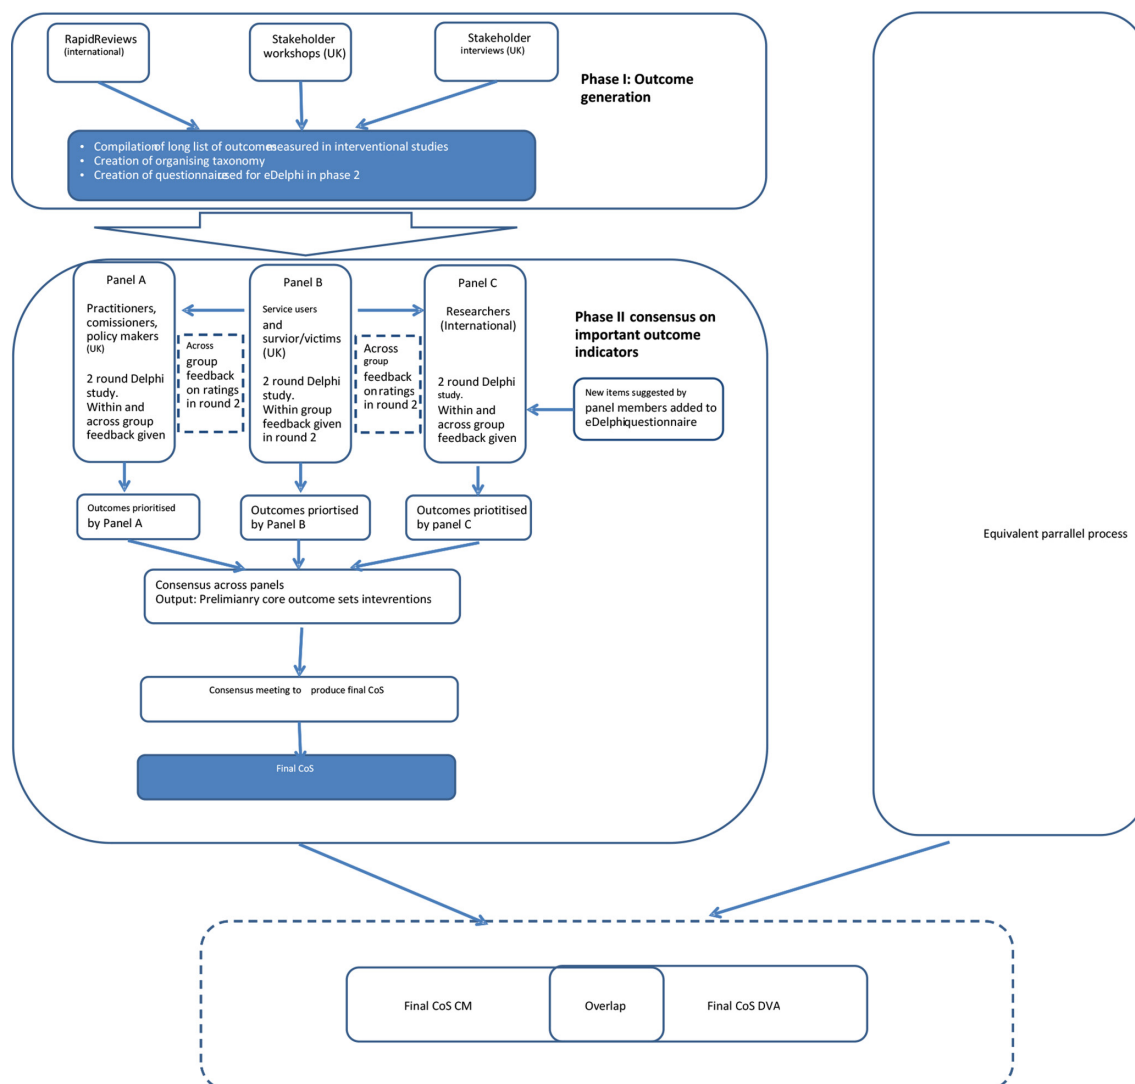 RapidReviews
(international)
Stakeholder
workshops (UK)
Stakeholder
interviews (UK)
Phase I: Outcome
generation
• Compilation of long list of outcomes measured in interventional studies
• Creation of organising taxonomy
• Creation of questionnaire used for eDelphi in phase 2
Panel A
Practitioners,
comissioners,
policy makers
(UK)
2 round Delphi
study.
Within and
across group
feedback given
Across
group
feedback
on ratings
in round 2
Panel B
Service users
and
survior/victims
(UK)
2 round Delphi
study.
Within group
feedback given
in round 2
Across
group
feedback
on ratings
in round 2
Panel C
Researchers
(International)
2 round Delphi
study.
Within and
across group
feedback given
Phase II consensus on
important outcome
indicators
New items suggested by
panel members added to
eDelphi questionnaire
Outcomes prioritised
by Panel A
Outcomes priortised
by Panel B
Outcomes priotitised
by panel C
Consensus across panels
Output: Prelimianry core outcome sets intevrentions
Consensus meeting to produce final CoS
Final CoS
Equivalent parrallel process
Final CoS CM
Overlap
Final CoS DVA